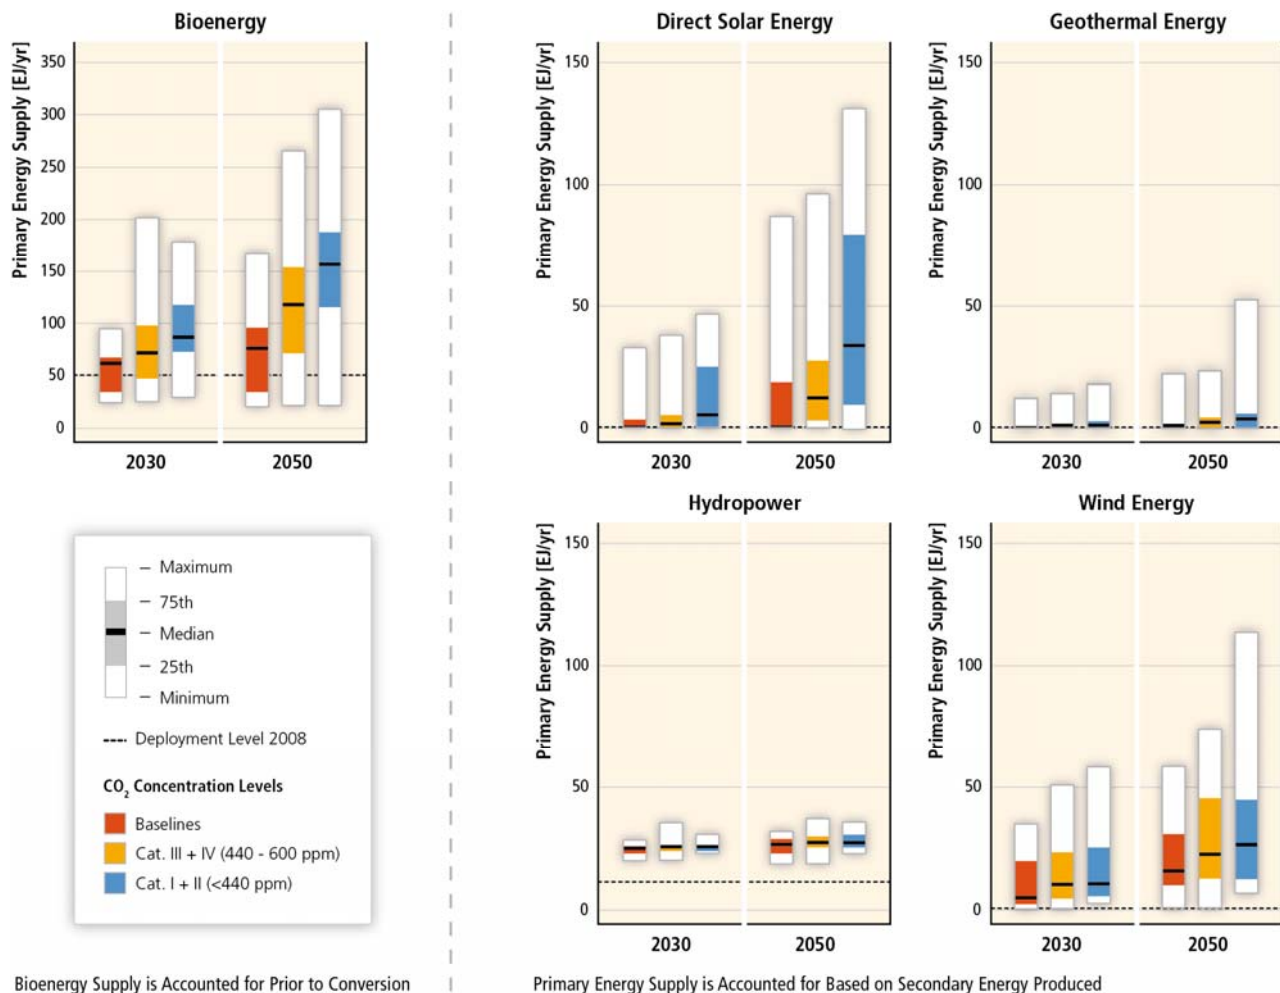 Bioenergy
Primary Energy Supply [EJ/yr]
350
300
250
200
150
100
50
0
2030
2050
Direct Solar Energy
Primary Energy Supply [EJ/yr]
150
100
50
0
2030
2050
Geothermal Energy
Primary Energy Supply [EJ/yr]
150
100
50
0
2030
2050
Maximum
75th
Median
25th
Minimum
Deployment Level 2008
CO₂ Concentration Levels
Baselines
Cat. III + IV (440 - 600 ppm)
Cat. I + II (<440 ppm)
Hydropower
Primary Energy Supply [EJ/yr]
150
100
50
0
2030
2050
Wind Energy
Primary Energy Supply [EJ/yr]
150
100
50
0
2030
2050
Bioenergy Supply is Accounted for Prior to Conversion
Primary Energy Supply is Accounted for Based on Secondary Energy Produced